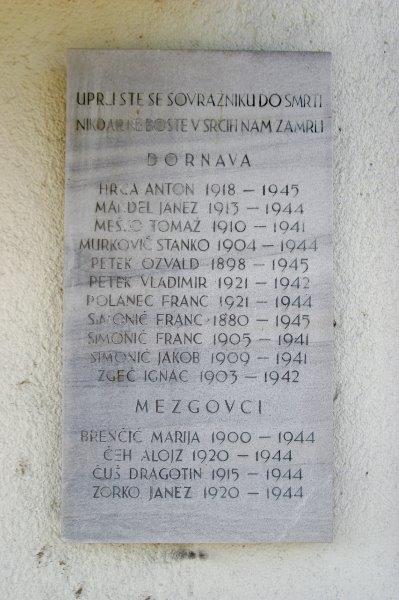 UPRLI STE SE SOVRAŽNIKU DO SMRTI
NIKDAR NE BOSTE V SRCIH NAM ZAMRLI
DORNAVA
HRGA ANTON 1918 – 1945
MANDEL JANEZ 1913 – 1944
TOMAŽ 1910 – 1941
MURKOVIČ STANKO 1904 – 1944
PETEK OZVALD 1898 – 1945
PETEK VLADIMIR 1921 – 1942
POLANEC FRANC 1921 – 1944
SIMONIČ FRANC 1880 – 1945
SIMONIČ FRANC 1905 – 1941
SIMONIČ JAKOB 1909 – 1941
ZGEČ IGNAC 1903 – 1942
MEZGOVCI
BRENČIČ MARIJA 1900 – 1944
ČEH ALOJZ 1920 – 1944
ČUŠ DRAGOTIN 1915 – 1944
ZORKO JANEZ 1920 – 1944